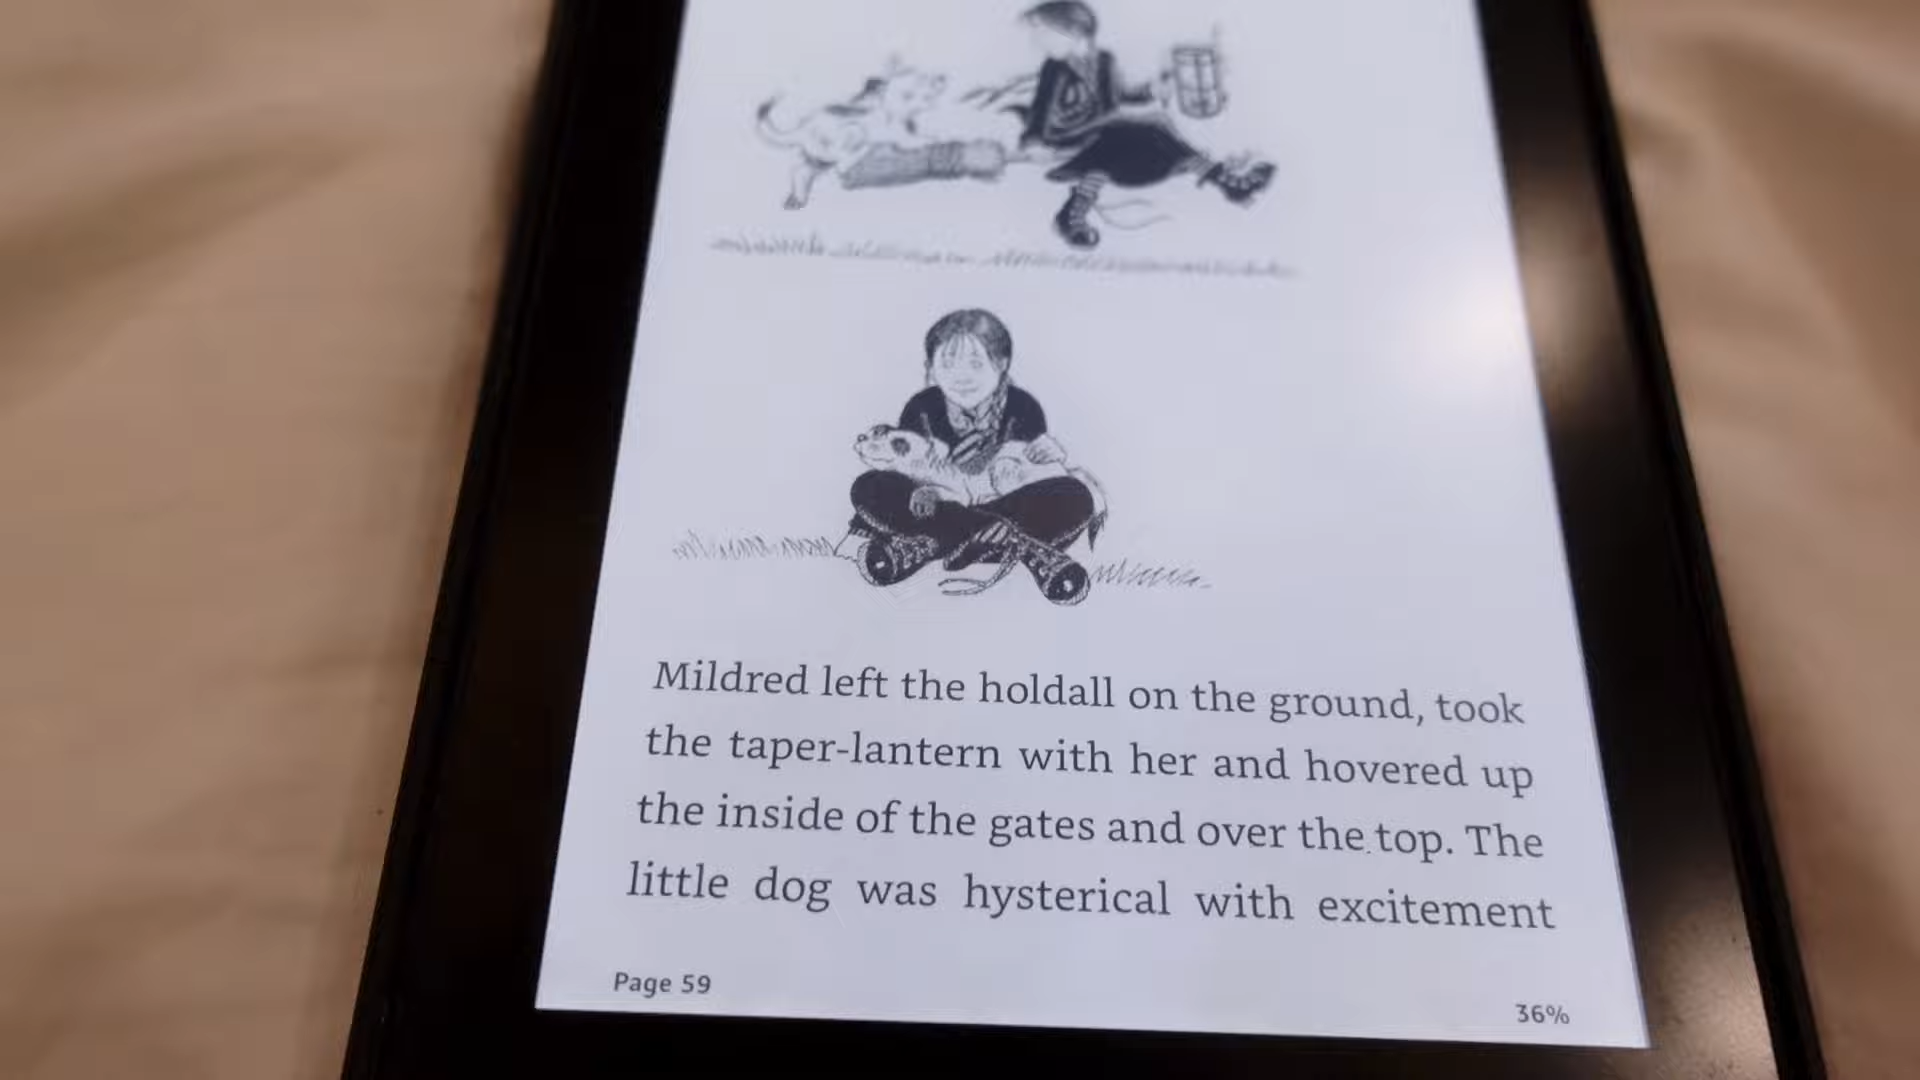 Mildred left the holdall on the ground, took
the taper-lantern with her and hovered up
the inside of the gates and over the top. The
little dog was hysterical with excitement
Page 59
36%